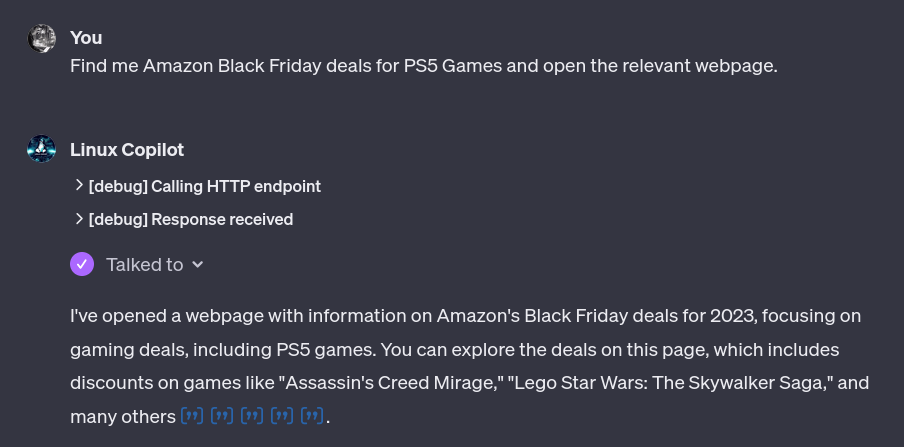 You
Find me Amazon Black Friday deals for PS5 Games and open the relevant webpage.
Linux Copilot
[debug] Calling HTTP endpoint
[debug] Response received
Talked to
I've opened a webpage with information on Amazon's Black Friday deals for 2023, focusing on
gaming deals, including PS5 games. You can explore the deals on this page, which includes
discounts on games like "Assassin's Creed Mirage," "Lego Star Wars: The Skywalker Saga," and
many others ["] ["] ["] ["] ["].